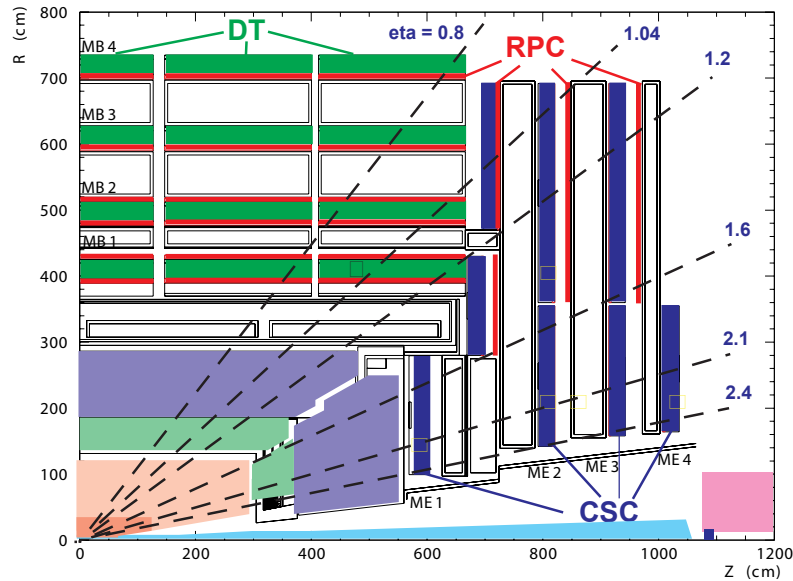 R (cm)
800
700
600
500
400
300
200
100
0
MB 4
MB 3
MB 2
MB 1
DT
eta = 0.8
RPC
1.04
1.2
1.6
2.1
2.4
ME 1
ME 2
ME 3
ME 4
CSC
0
200
400
600
800
1000
1200
Z (cm)